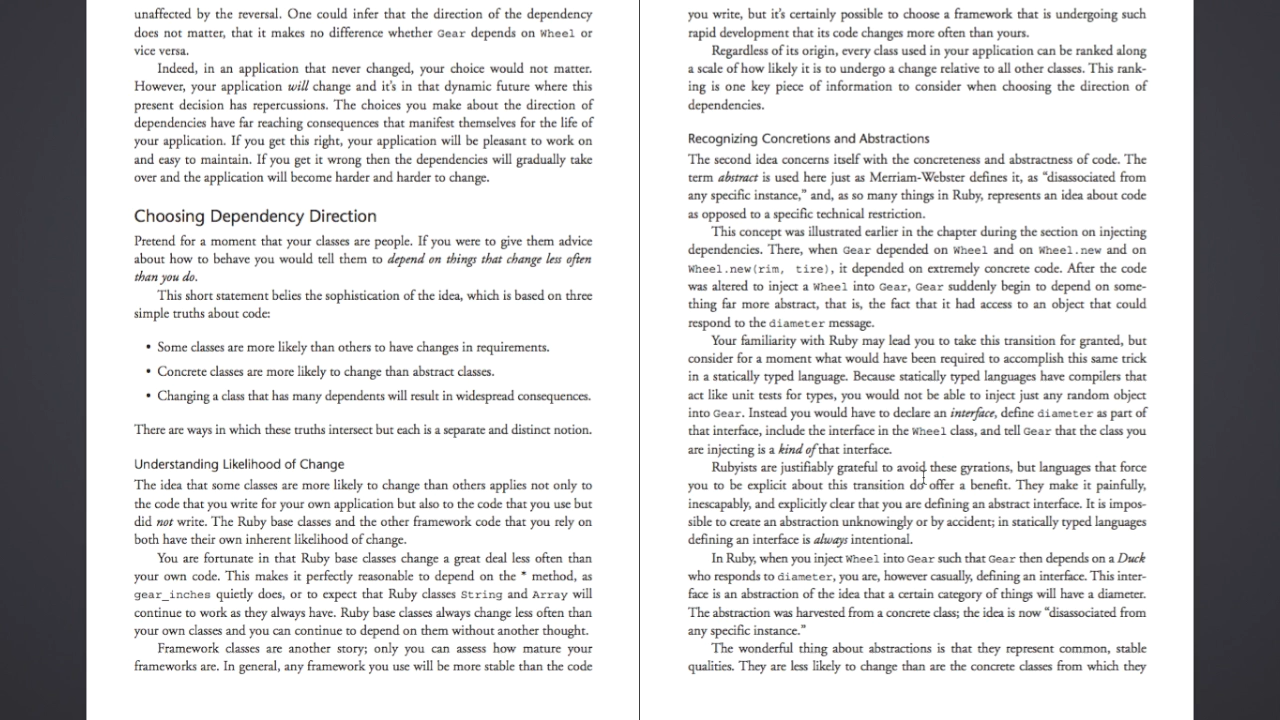 unaffected by the reversal. One could infer that the direction of the dependency
does not matter, that it makes no difference whether Gear depends on Wheel or
vice versa.
Indeed, in an application that never changed, your choice would not matter.
However, your application will change and it's in that dynamic future where this
present decision has repercussions. The choices you make about the direction of
dependencies have far reaching consequences that manifest themselves for the life of
your application. If you get this right, your application will be pleasant to work on
and easy to maintain. If you get it wrong then the dependencies will gradually take
over and the application will become harder and harder to change.
Choosing Dependency Direction
Pretend for a moment that your classes are people. If you were to give them advice
about how to behave you would tell them to depend on things that change less often
than you do.
This short statement belies the sophistication of the idea, which is based on three
simple truths about code:
• Some classes are more likely than others to have changes in requirements.
• Concrete classes are more likely to change than abstract classes.
• Changing a class that has many dependents will result in widespread consequences.
There are ways in which these truths intersect but each is a separate and distinct notion.
Understanding Likelihood of Change
The idea that some classes are more likely to change than others applies not only to
the code that you write for your own application but also to the code that you use but
did not write. The Ruby base classes and the other framework code that you rely on
both have their own inherent likelihood of change.
You are fortunate in that Ruby base classes change a great deal less often than
your own code. This makes it perfectly reasonable to depend on the * method, as
gear_inches quietly does, or to expect that Ruby classes String and Array will
continue to work as they always have. Ruby base classes always change less often than
your own classes and you can continue to depend on them without another thought.
Framework classes are another story; only you can assess how mature your
frameworks are. In general, any framework you use will be more stable than the code
you write, but it's certainly possible to choose a framework that is undergoing such
rapid development that its code changes more often than yours.
Regardless of its origin, every class used in your application can be ranked along
a scale of how likely it is to undergo a change relative to all other classes. This rank-
ing is one key piece of information to consider when choosing the direction of
dependencies.
Recognizing Concretions and Abstractions
The second idea concerns itself with the concreteness and abstractness of code. The
term abstract is used here just as Merriam-Webster defines it, as “disassociated from
any specific instance,” and, as so many things in Ruby, represents an idea about code
as opposed to a specific technical restriction.
This concept was illustrated earlier in the chapter during the section on injecting
dependencies. There, when Gear depended on Wheel and on Wheel.new and on
Wheel.new(rim, tire), it depended on extremely concrete code. After the code
was altered to inject a Wheel into Gear, Gear suddenly begin to depend on some-
thing far more abstract, that is, the fact that it had access to an object that could
respond to the diameter message.
Your familiarity with Ruby may lead you to take this transition for granted, but
consider for a moment what would have been required to accomplish this same trick
in a statically typed language. Because statically typed languages have compilers that
act like unit tests for types, you would not be able to inject just any random object
into Gear. Instead you would have to declare an interface, define diameter as part of
that interface, include the interface in the Wheel class, and tell Gear that the class you
are injecting is a kind of that interface.
Rubyists are justifiably grateful to avoid these gyrations, but languages that force
you to be explicit about this transition do offer a benefit. They make it painfully,
inescapably, and explicitly clear that you are defining an abstract interface. It is impos-
sible to create an abstraction unknowingly or by accident; in statically typed languages
defining an interface is always intentional.
In Ruby, when you inject Wheel into Gear such that Gear then depends on a Duck
who responds to diameter, you are, however casually, defining an interface. This inter-
face is an abstraction of the idea that a certain category of things will have a diameter.
The abstraction was harvested from a concrete class; the idea is now “disassociated from
any specific instance.”
The wonderful thing about abstractions is that they represent common, stable
qualities. They are less likely to change than are the concrete classes from which they